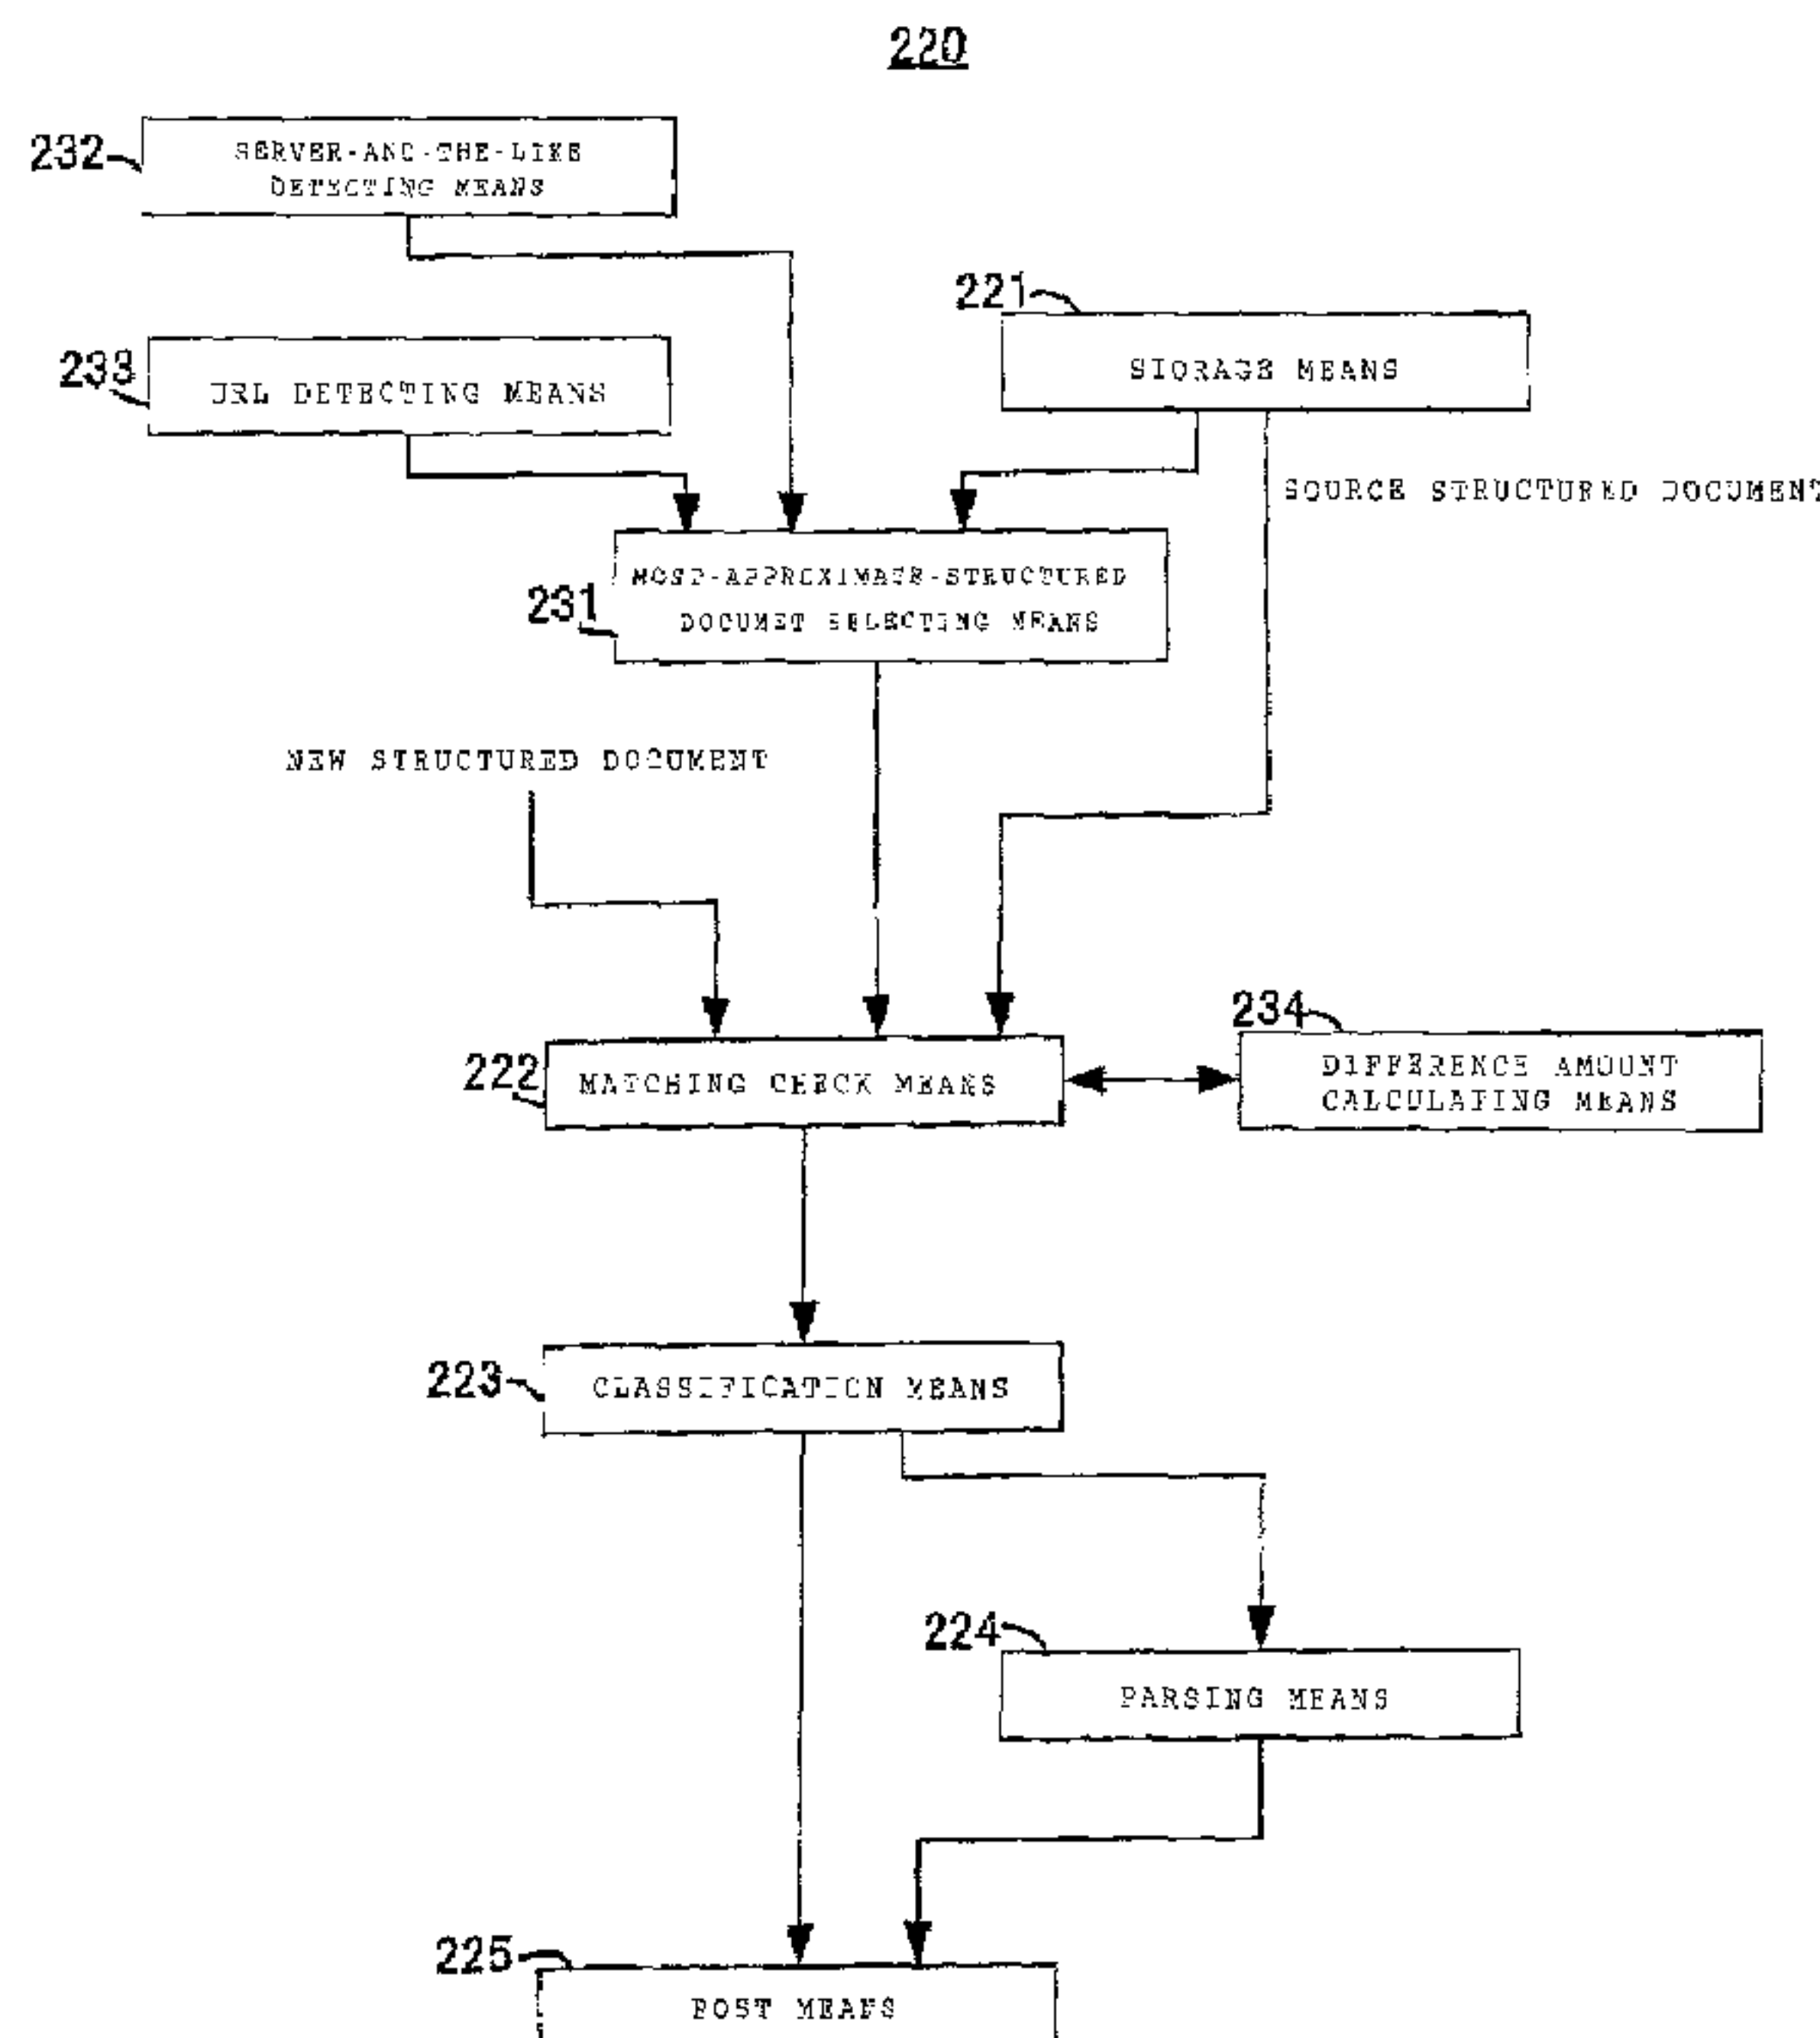 220
232
SERVER-AND-THE-LIKE
DETECTING MEANS
221
STORAGE MEANS
233
URL DETECTING MEANS
SOURCE STRUCTURED DOCUMENT
231
MOST-APPROXIMATE-STRUCTURED
DOCUMET SELECTING MEANS
NEW STRUCTURED DOCUMENT
234
DIFFERENCE AMOUNT
CALCULATING MEANS
222
MATCHING CHECK MEANS
223
CLASSIFICATION MEANS
224
PARSING MEANS
225
POST MEANS